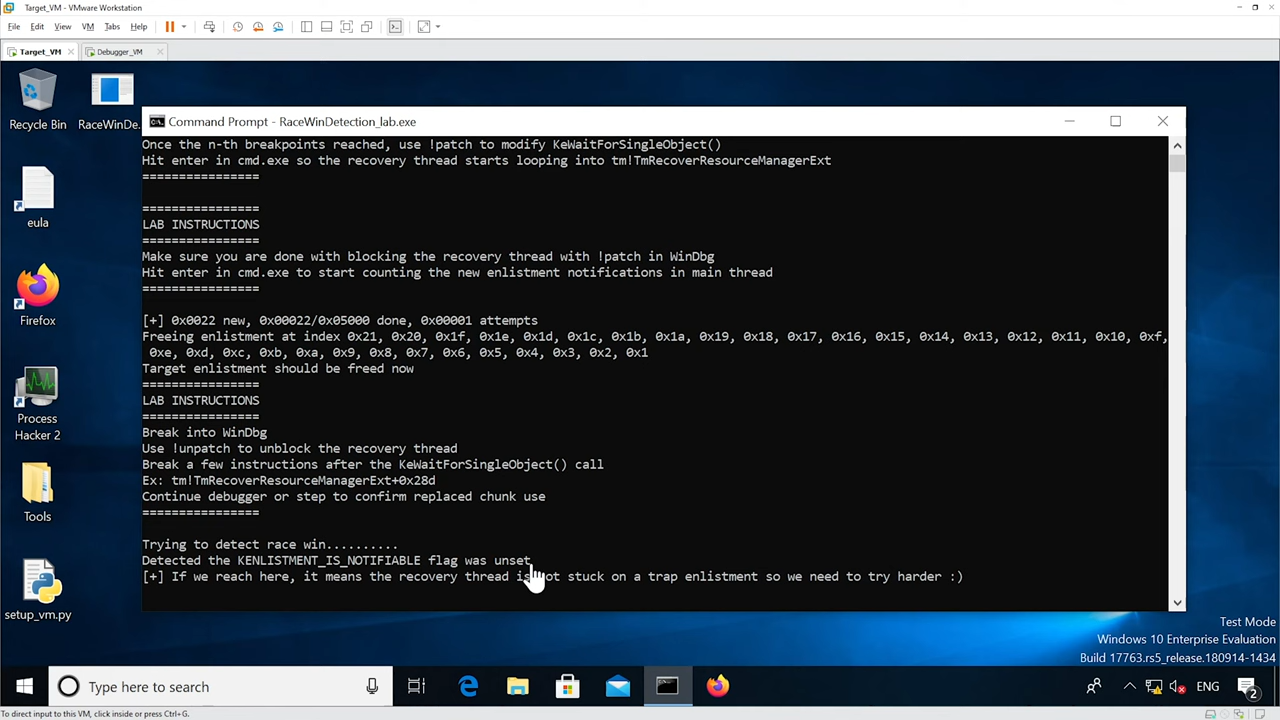 Target_VM - VMware Workstation
File Edit View VM Tabs Help
Target_VM Debugger_VM
Recycle Bin
RaceWinDe...
eula
Firefox
Process
Hacker 2
Tools
setup_vm.py
Command Prompt - RaceWinDetection_lab.exe
Once the n-th breakpoints reached, use !patch to modify KeWaitForSingleObject()
Hit enter in cmd.exe so the recovery thread starts looping into tm!TmRecoverResourceManagerExt
================
================
LAB INSTRUCTIONS
================
Make sure you are done with blocking the recovery thread with !patch in WinDbg
Hit enter in cmd.exe to start counting the new enlistment notifications in main thread
================
[+] 0x0022 new, 0x00022/0x05000 done, 0x00001 attempts
Freeing enlistment at index 0x21, 0x20, 0x1f, 0x1e, 0x1d, 0x1c, 0x1b, 0x1a, 0x19, 0x18, 0x17, 0x16, 0x15, 0x14, 0x13, 0x12, 0x11, 0x10, 0xf,
0xe, 0xd, 0xc, 0xb, 0xa, 0x9, 0x8, 0x7, 0x6, 0x5, 0x4, 0x3, 0x2, 0x1
Target enlistment should be freed now
================
LAB INSTRUCTIONS
================
Break into WinDbg
Use !unpatch to unblock the recovery thread
Break a few instructions after the KeWaitForSingleObject() call
Ex: tm!TmRecoverResourceManagerExt+0x28d
Continue debugger or step to confirm replaced chunk use
================
Trying to detect race win..........
Detected the KENLISTMENT_IS_NOTIFIABLE flag was unset
[+] If we reach here, it means the recovery thread is not stuck on a trap enlistment so we need to try harder :)
Test Mode
Windows 10 Enterprise Evaluation
Build 17763.rs5_release.180914-1434
Type here to search
ENG
2
To direct input to this VM, click inside or press Ctrl+G.